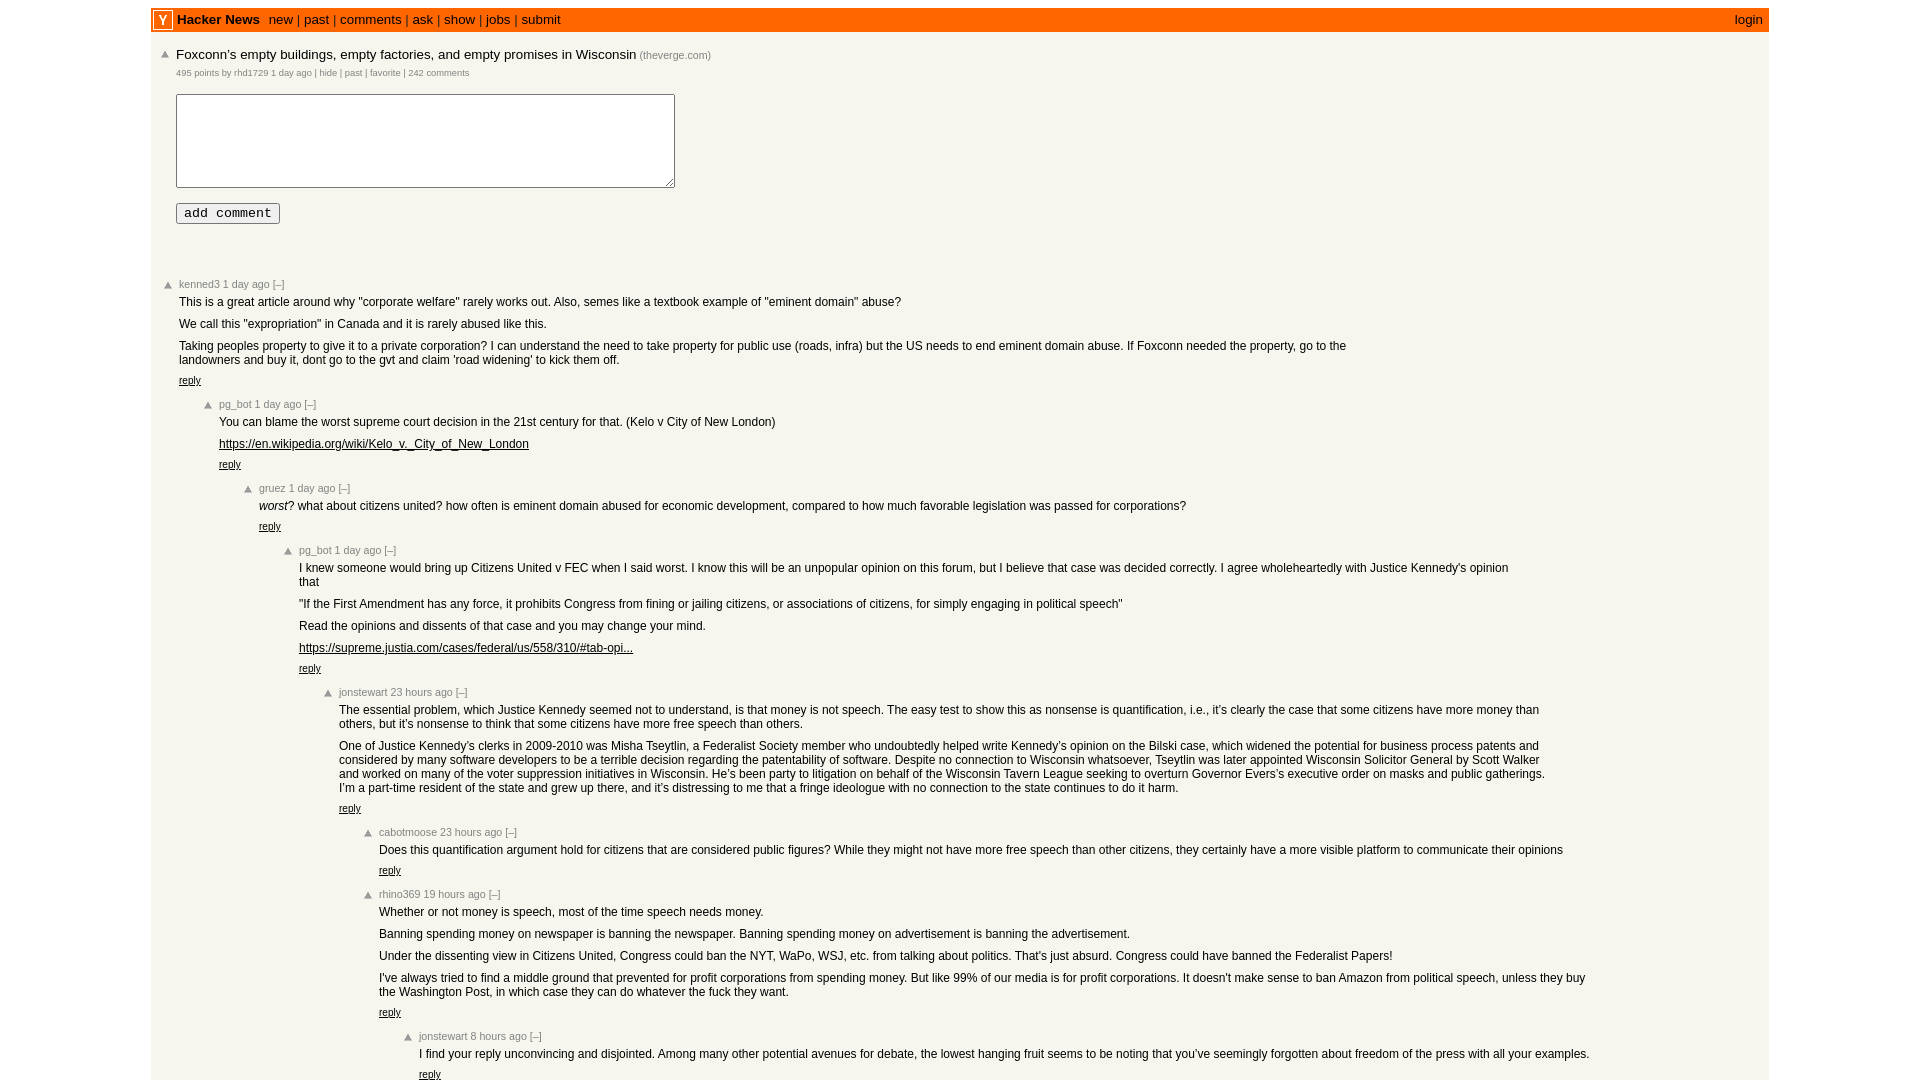 Y Hacker News new | past | comments | ask | show | jobs | submit login
Foxconn’s empty buildings, empty factories, and empty promises in Wisconsin (theverge.com)
495 points by rhd1729 1 day ago | hide | past | favorite | 242 comments
add comment
kenned3 1 day ago [–]
This is a great article around why "corporate welfare" rarely works out. Also, semes like a textbook example of "eminent domain" abuse?
We call this "expropriation" in Canada and it is rarely abused like this.
Taking peoples property to give it to a private corporation? I can understand the need to take property for public use (roads, infra) but the US needs to end eminent domain abuse. If Foxconn needed the property, go to the
landowners and buy it, dont go to the gvt and claim 'road widening' to kick them off.
reply
pg_bot 1 day ago [–]
You can blame the worst supreme court decision in the 21st century for that. (Kelo v City of New London)
https://en.wikipedia.org/wiki/Kelo_v._City_of_New_London
reply
gruez 1 day ago [–]
worst? what about citizens united? how often is eminent domain abused for economic development, compared to how much favorable legislation was passed for corporations?
reply
pg_bot 1 day ago [–]
I knew someone would bring up Citizens United v FEC when I said worst. I know this will be an unpopular opinion on this forum, but I believe that case was decided correctly. I agree wholeheartedly with Justice Kennedy's opinion
that
"If the First Amendment has any force, it prohibits Congress from fining or jailing citizens, or associations of citizens, for simply engaging in political speech"
Read the opinions and dissents of that case and you may change your mind.
https://supreme.justia.com/cases/federal/us/558/310/#tab-opi...
reply
jonstewart 23 hours ago [–]
The essential problem, which Justice Kennedy seemed not to understand, is that money is not speech. The easy test to show this as nonsense is quantification, i.e., it’s clearly the case that some citizens have more money than
others, but it’s nonsense to think that some citizens have more free speech than others.
One of Justice Kennedy’s clerks in 2009-2010 was Misha Tseytlin, a Federalist Society member who undoubtedly helped write Kennedy’s opinion on the Bilski case, which widened the potential for business process patents and
considered by many software developers to be a terrible decision regarding the patentability of software. Despite no connection to Wisconsin whatsoever, Tseytlin was later appointed Wisconsin Solicitor General by Scott Walker
and worked on many of the voter suppression initiatives in Wisconsin. He’s been party to litigation on behalf of the Wisconsin Tavern League seeking to overturn Governor Evers’s executive order on masks and public gatherings.
I’m a part-time resident of the state and grew up there, and it’s distressing to me that a fringe ideologue with no connection to the state continues to do it harm.
reply
cabotmoose 23 hours ago [–]
Does this quantification argument hold for citizens that are considered public figures? While they might not have more free speech than other citizens, they certainly have a more visible platform to communicate their opinions
reply
rhino369 19 hours ago [–]
Whether or not money is speech, most of the time speech needs money.
Banning spending money on newspaper is banning the newspaper. Banning spending money on advertisement is banning the advertisement.
Under the dissenting view in Citizens United, Congress could ban the NYT, WaPo, WSJ, etc. from talking about politics. That's just absurd. Congress could have banned the Federalist Papers!
I've always tried to find a middle ground that prevented for profit corporations from spending money. But like 99% of our media is for profit corporations. It doesn't make sense to ban Amazon from political speech, unless they buy
the Washington Post, in which case they can do whatever the fuck they want.
reply
jonstewart 8 hours ago [–]
I find your reply unconvincing and disjointed. Among many other potential avenues for debate, the lowest hanging fruit seems to be noting that you’ve seemingly forgotten about freedom of the press with all your examples.
reply